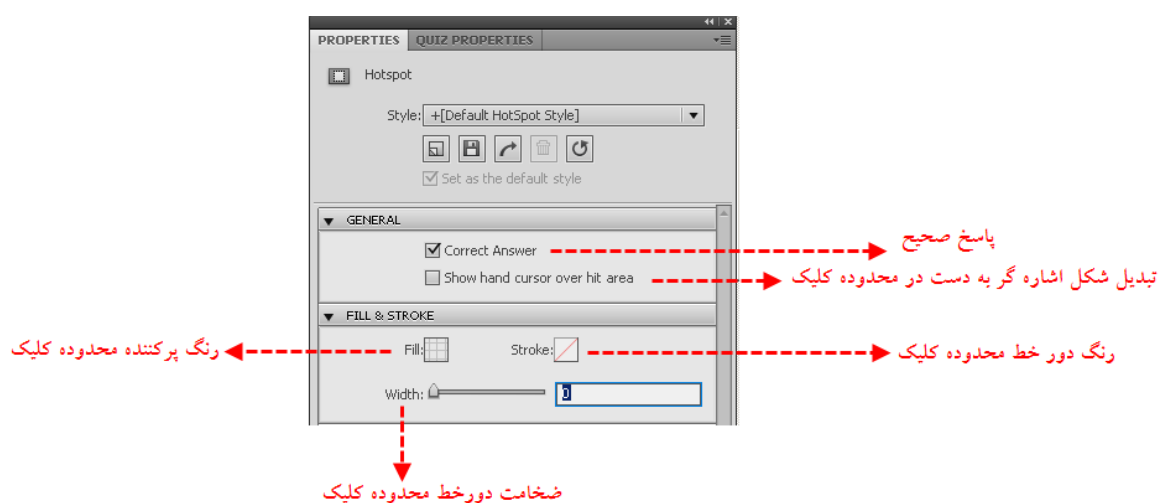 PROPERTIES QUIZ PROPERTIES
Hotspot
Style: +[Default HotSpot Style]
Set as the default style
GENERAL
Correct Answer
پاسخ صحیح
Show hand cursor over hit area
تبدیل شکل اشاره گر به دست در محدوده کلیک
FILL & STROKE
رنگ پرکننده محدوده کلیک
Fill:
Stroke:
رنگ دور خط محدوده کلیک
Width: 0
ضخامت دورخط محدوده کلیک